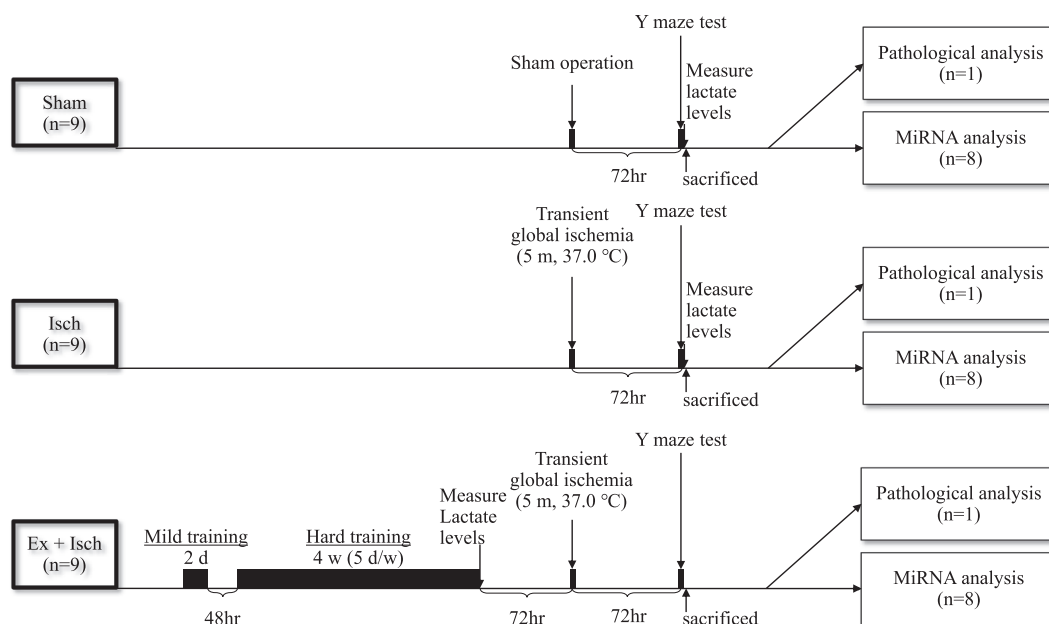 Y maze test
Sham operation
Measure
lactate
levels
Pathological analysis
(n=1)
Sham
(n=9)
MiRNA analysis
(n=8)
72hr
sacrificed
Transient
global ischemia
(5 m, 37.0 °C)
Y maze test
Measure
lactate
levels
Pathological analysis
(n=1)
Isch
(n=9)
MiRNA analysis
(n=8)
72hr
sacrificed
Y maze test
Transient
global ischemia
(5 m, 37.0 °C)
Measure
Lactate
levels
Pathological analysis
(n=1)
Ex + Isch
(n=9)
Mild training
2 d
Hard training
4 w (5 d/w)
MiRNA analysis
(n=8)
48hr
72hr
72hr
sacrificed